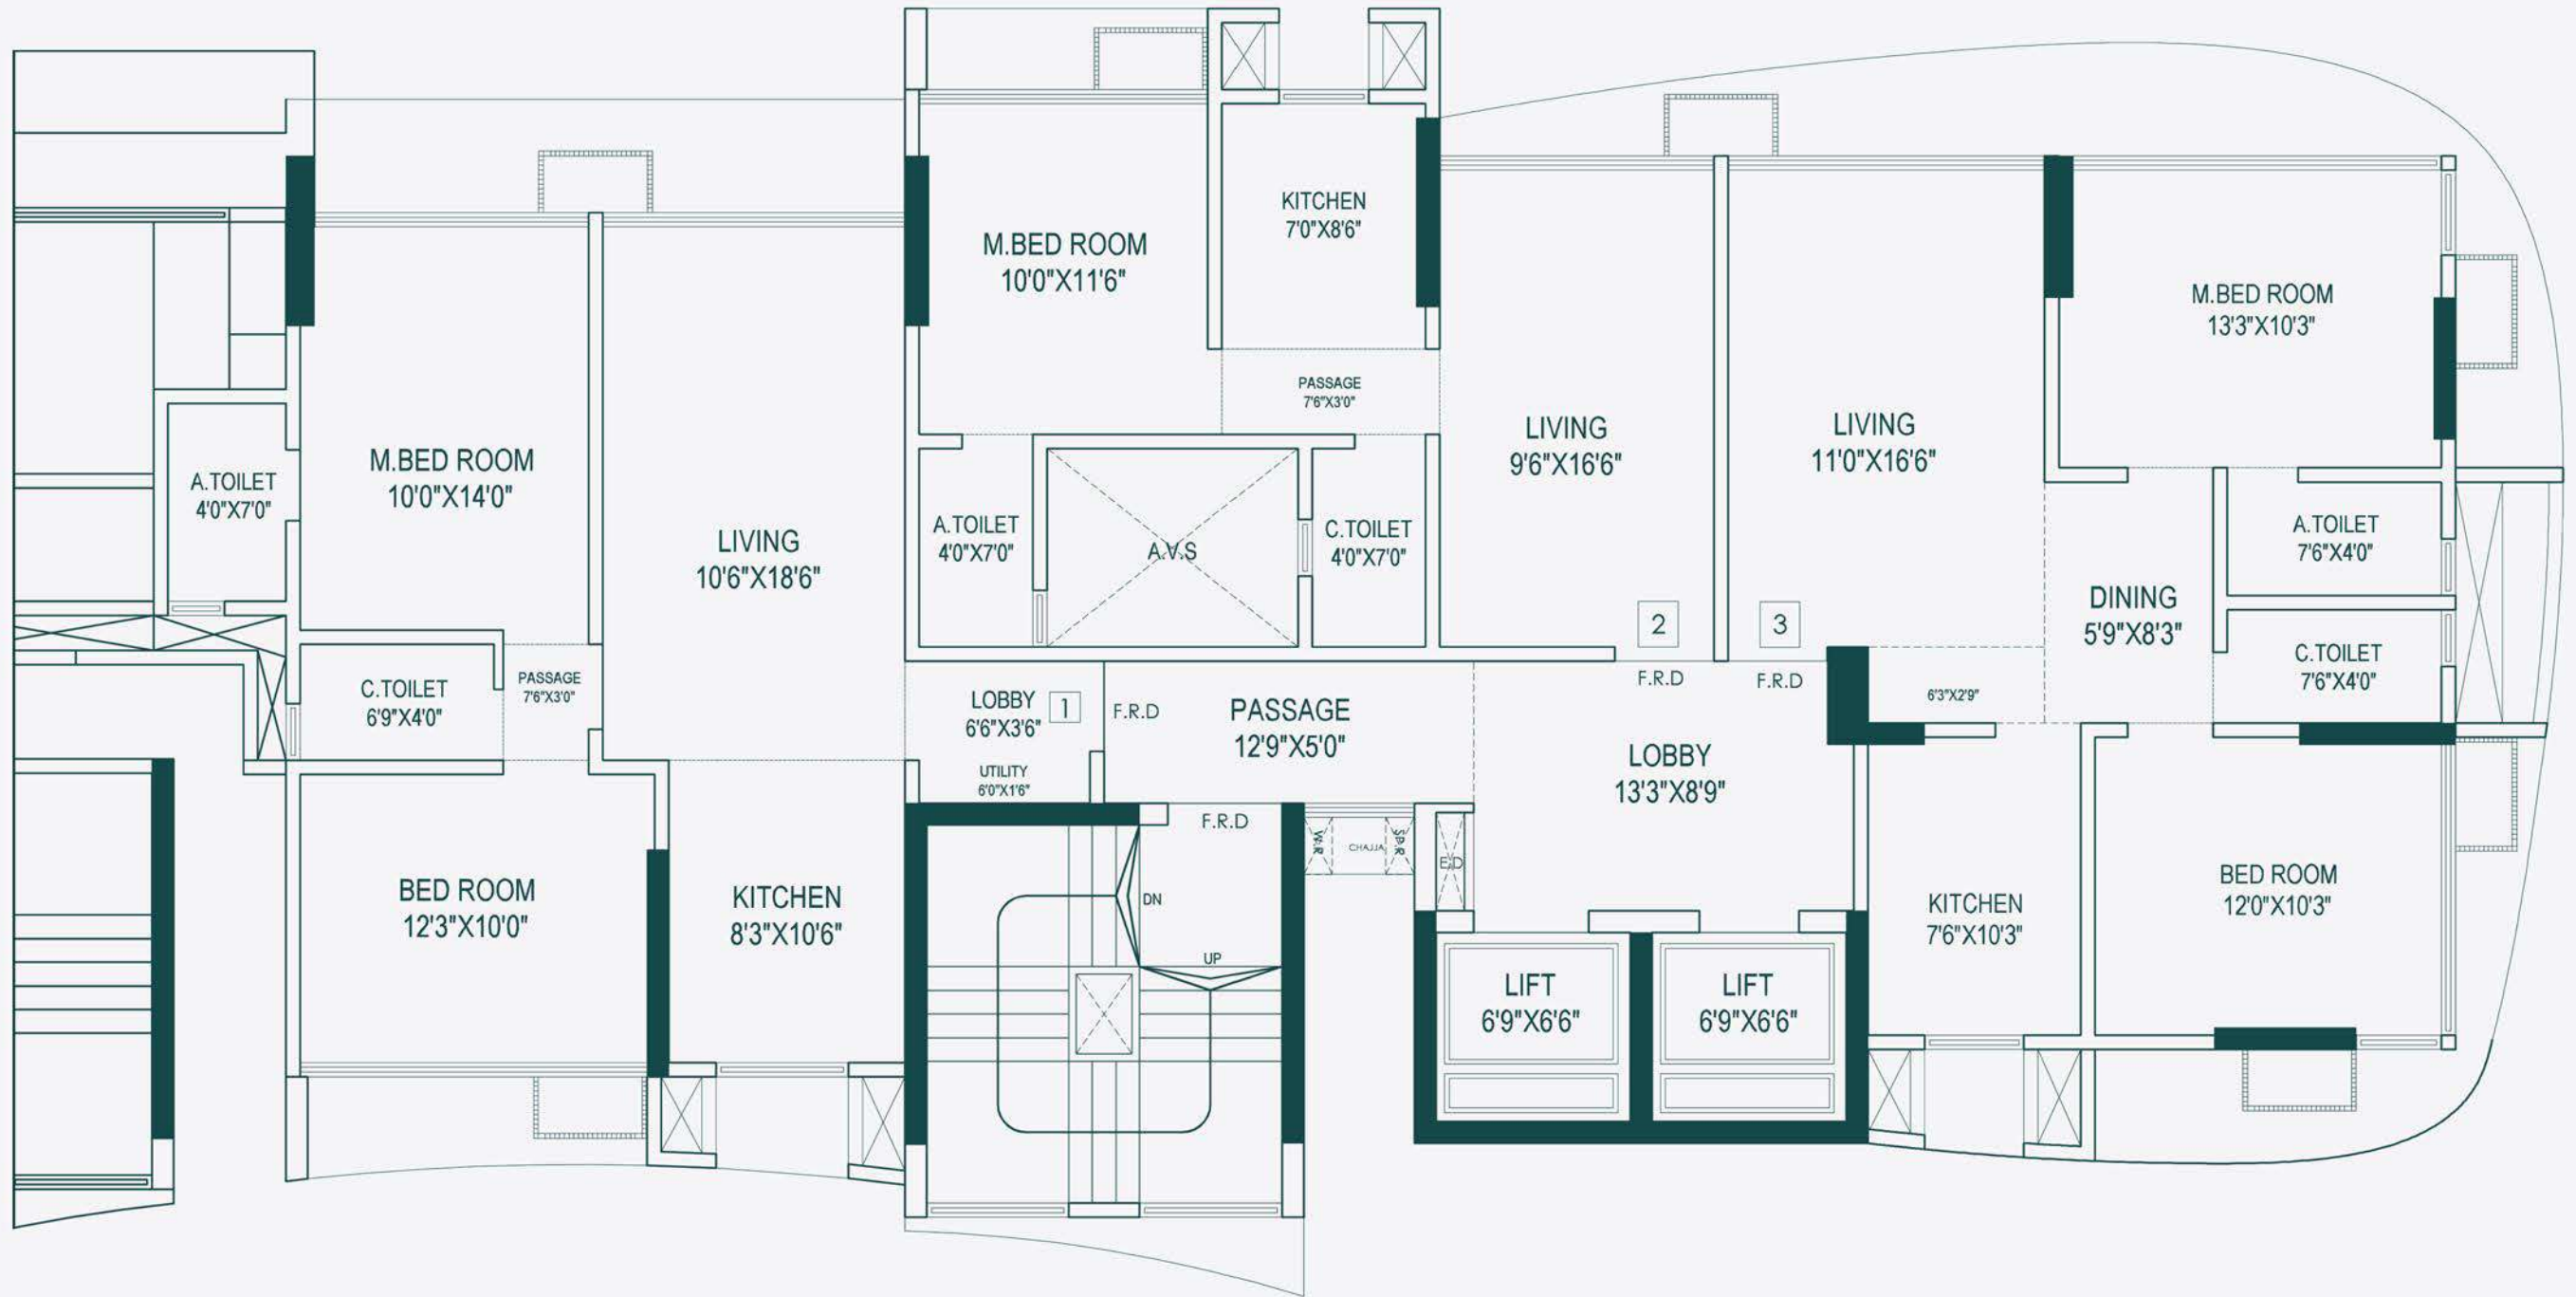 A.TOILET
4'0"X7'0"
M.BED ROOM
10'0"X14'0"
LIVING
10'6"X18'6"
C.TOILET
6'9"X4'0"
PASSAGE
7'6"X3'0"
BED ROOM
12'3"X10'0"
KITCHEN
8'3"X10'6"
LOBBY
6'6"X3'6"
1
UTILITY
6'0"X1'6"
M.BED ROOM
10'0"X11'6"
KITCHEN
7'0"X8'6"
PASSAGE
7'6"X3'0"
A.TOILET
4'0"X7'0"
A.V.S
C.TOILET
4'0"X7'0"
LIVING
9'6"X16'6"
2
F.R.D
PASSAGE
12'9"X5'0"
F.R.D
DN
UP
W.R
CHAJJA
SP.R
E.D
F.R.D
F.R.D
LOBBY
13'3"X8'9"
LIFT
6'9"X6'6"
LIFT
6'9"X6'6"
LIVING
11'0"X16'6"
3
M.BED ROOM
13'3"X10'3"
A.TOILET
7'6"X4'0"
DINING
5'9"X8'3"
C.TOILET
7'6"X4'0"
6'3"X2'9"
KITCHEN
7'6"X10'3"
BED ROOM
12'0"X10'3"